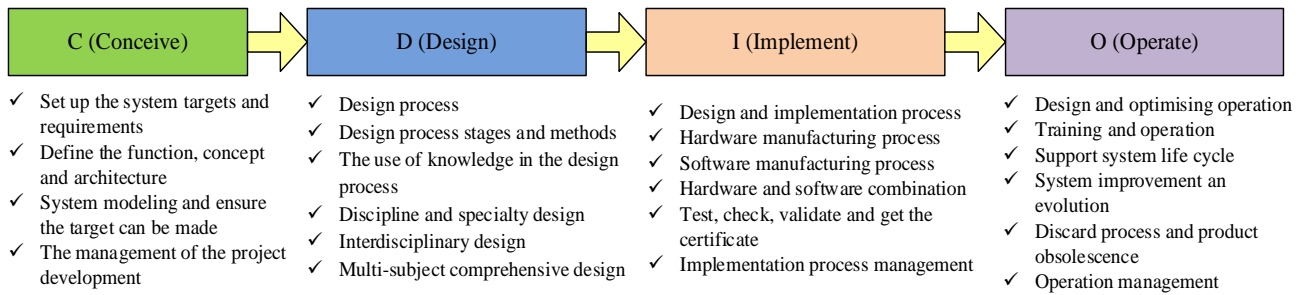 C (Conceive)
✓ Set up the system targets and
requirements
✓ Define the function, concept
and architecture
✓ System modeling and ensure
the target can be made
✓ The management of the project
development
D (Design)
✓ Design process
✓ Design process stages and methods
✓ The use of knowledge in the design
process
✓ Discipline and specialty design
✓ Interdisciplinary design
✓ Multi-subject comprehensive design
I (Implement)
✓ Design and implementation process
✓ Hardware manufacturing process
✓ Software manufacturing process
✓ Hardware and software combination
✓ Test, check, validate and get the
certificate
✓ Implementation process management
O (Operate)
✓ Design and optimising operation
✓ Training and operation
✓ Support system life cycle
✓ System improvement an
evolution
✓ Discard process and product
obsolescence
✓ Operation management